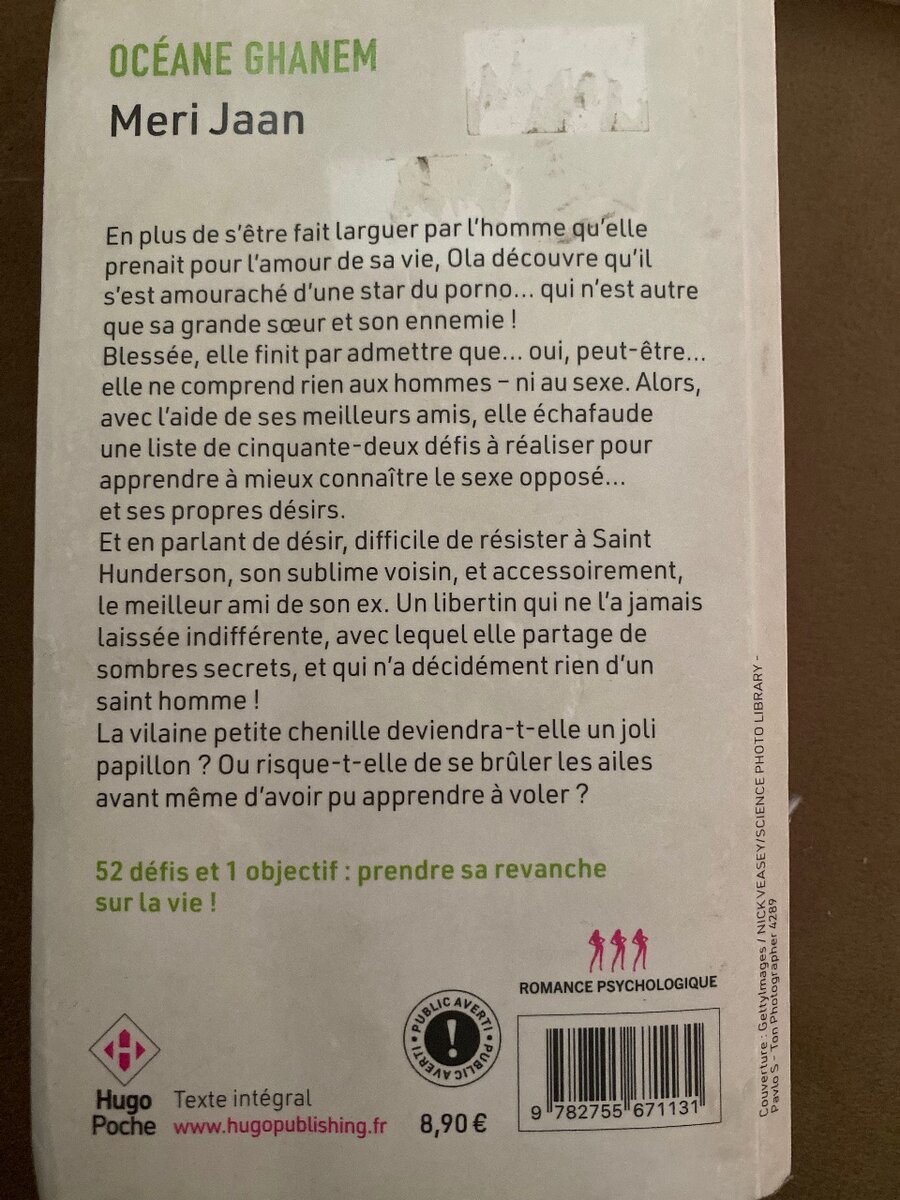 OCÉANE GHANEM
Meri Jaan
En plus de s'être fait larguer par l'homme qu'elle
prenait pour l'amour de sa vie, Ola découvre qu'il
s'est amouraché d'une star du porno... qui n'est autre
que sa grande sœur et son ennemie !
Blessée, elle finit par admettre que... oui, peut-être...
elle ne comprend rien aux hommes – ni au sexe. Alors,
avec l'aide de ses meilleurs amis, elle échafaude
une liste de cinquante-deux défis à réaliser pour
apprendre à mieux connaître le sexe opposé...
et ses propres désirs.
Et en parlant de désir, difficile de résister à Saint
Hunderson, son sublime voisin, et accessoirement,
le meilleur ami de son ex. Un libertin qui ne l'a jamais
laissée indifférente, avec lequel elle partage de
sombres secrets, et qui n'a décidément rien d'un
saint homme !
La vilaine petite chenille deviendra-t-elle un joli
papillon ? Ou risque-t-elle de se brûler les ailes
avant même d'avoir pu apprendre à voler ?
52 défis et 1 objectif : prendre sa revanche
sur la vie !
ROMANCE PSYCHOLOGIQUE
PUBLIC AVERTI • PUBLIC AVERTI •
!
H
Hugo
Poche
Texte intégral
www.hugopublishing.fr
8,90 €
9 782755 671131
Couverture : GettyImages / NICK VEASEY/SCIENCE PHOTO LIBRARY -
Pavlo S - Ton Photographer 4289